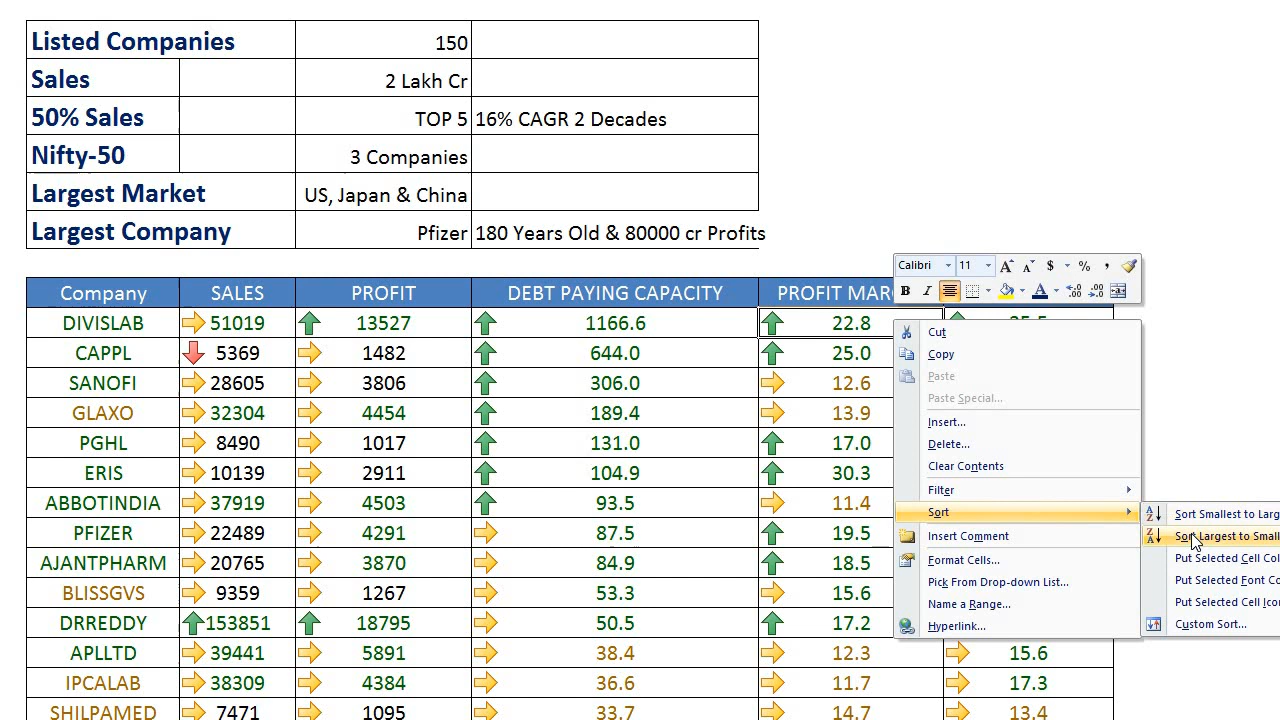 Listed Companies 150
Sales 2 Lakh Cr
50% Sales TOP 5 16% CAGR 2 Decades
Nifty-50 3 Companies
Largest Market US, Japan & China
Largest Company Pfizer 180 Years Old & 80000 cr Profits
Calibri 11 A A $ % ,
B I A
Company SALES PROFIT DEBT PAYING CAPACITY PROFIT MAR
DIVISLAB 51019 13527 1166.6 22.8
CAPPL 5369 1482 644.0 25.0
SANOFI 28605 3806 306.0 12.6
GLAXO 32304 4454 189.4 13.9
PGHL 8490 1017 131.0 17.0
ERIS 10139 2911 104.9 30.3
ABBOTINDIA 37919 4503 93.5 11.4
PFIZER 22489 4291 87.5 19.5
AJANTPHARM 20765 3870 84.9 18.5
BLISSGVS 9359 1267 53.3 15.6
DRREDDY 153851 18795 50.5 17.2
APLLTD 39441 5891 38.4 12.3 15.6
IPCALAB 38309 4384 36.6 11.7 17.3
SHILPAMED 7471 1095 33.7 14.7 13.4
Cut
Copy
Paste
Paste Special...
Insert...
Delete...
Clear Contents
Filter
Sort
Insert Comment
Format Cells...
Pick From Drop-down List...
Name a Range...
Hyperlink...
Sort Smallest to Larg
Sort Largest to Small
Put Selected Cell Col
Put Selected Font Co
Put Selected Cell Icon
Custom Sort...